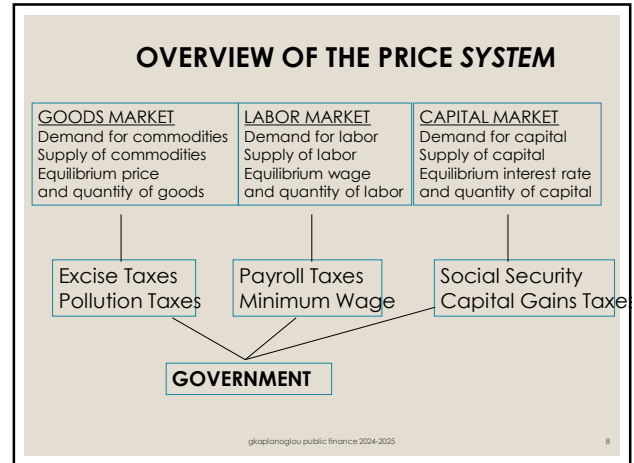 OVERVIEW OF THE PRICE SYSTEM
GOODS MARKET
Demand for commodities
Supply of commodities
Equilibrium price
and quantity of goods
LABOR MARKET
Demand for labor
Supply of labor
Equilibrium wage
and quantity of labor
CAPITAL MARKET
Demand for capital
Supply of capital
Equilibrium interest rate
and quantity of capital
Excise Taxes
Pollution Taxes
Payroll Taxes
Minimum Wage
Social Security
Capital Gains Taxes
GOVERNMENT
gkaplanoglou public finance 2024-2025
8